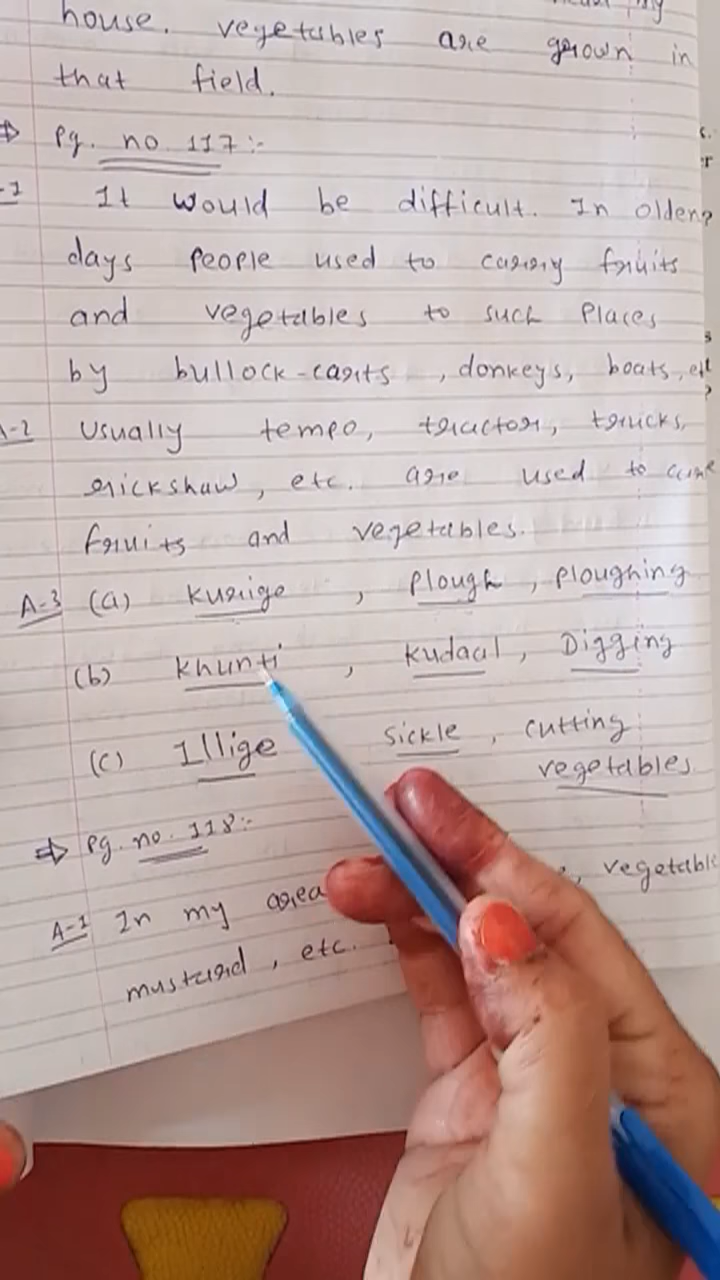 house. vegetables are grown in
that field.
⇒ Pg. no. 117:-
It would be difficult. In olden
days people used to carry fruits
and vegetables to such Places
by bullock-carts, donkeys, boats, etc
A-2 Usually tempo, tractor, trucks,
rickshaw, etc. are used to
fruits and vegetables.
A-3 (a) Kurige, Plough, Ploughing
(b) Khunti, Kudaal, Digging
(c) Illige sickle, cutting
vegetables.
⇒ Pg. no. 118:-
A-1 In my area vegetable
mustard, etc.